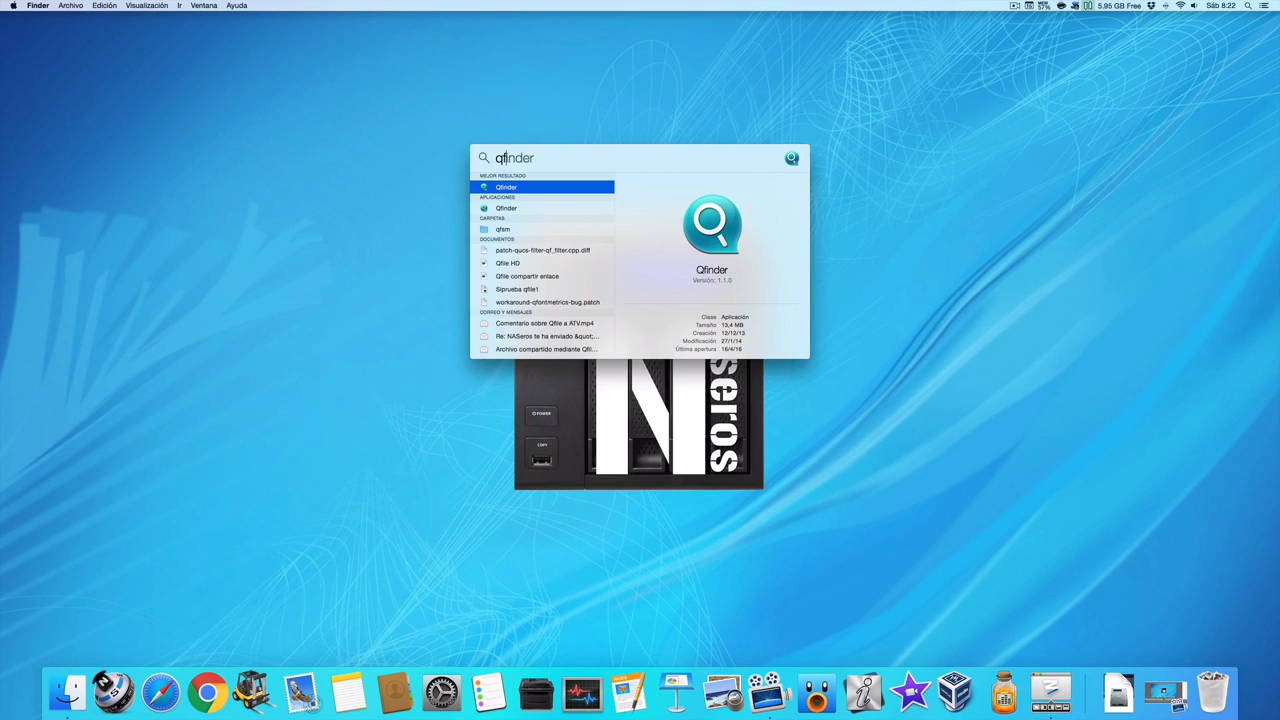 Finder Archivo Edición Visualización Ir Ventana Ayuda
57% 5.95 GB Free Sáb 8:22
qfinder
MEJOR RESULTADO
Qfinder
APLICACIONES
Qfinder
CARPETAS
qfsm
DOCUMENTOS
patch-qucs-filter-qf_filter.cpp.diff
Qfile HD
Qfile compartir enlace
Siprueba qfile1
workaround-qfontmetrics-bug.patch
CORREO Y MENSAJES
Comentario sobre Qfile a ATV.mp4
Re: NASeros te ha enviado &quot;...
Archivo compartido mediante Qfil...
Qfinder
Versión: 1.1.0
Clase Aplicación
Tamaño 13,4 MB
Creación 12/12/13
Modificación 27/1/14
Última apertura 16/4/16
POWER
COPY
N
seros